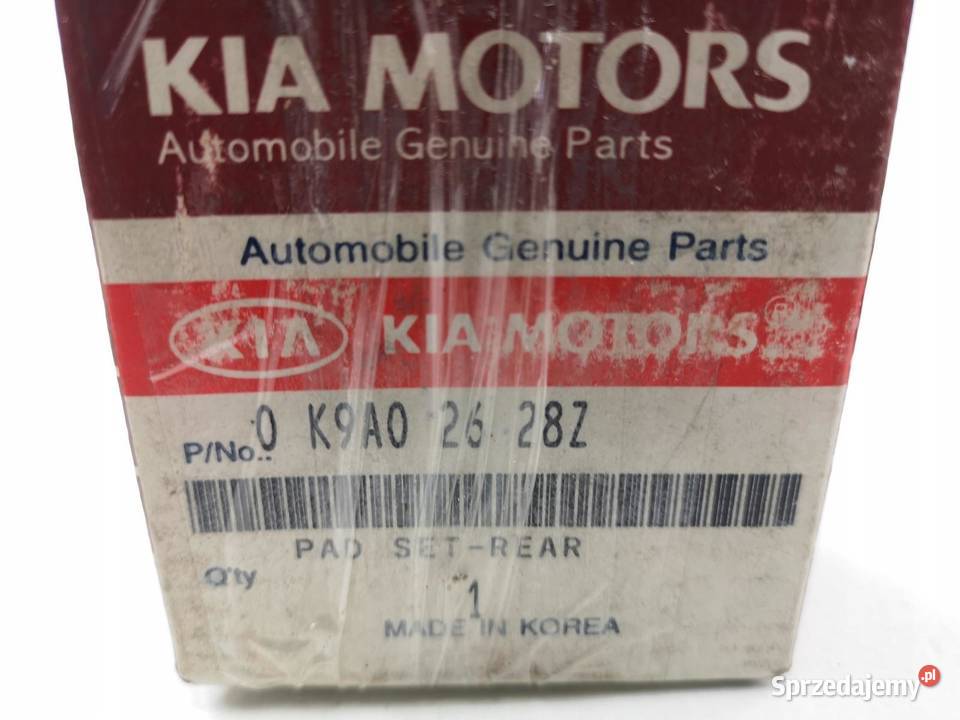 KIA MOTORS
Automobile Genuine Parts
Automobile Genuine Parts
KIA KIA MOTORS
P/No.: 0 K9A0 26 28Z
PAD SET-REAR
Q'ty 1
MADE IN KOREA
Sprzedajemy.pl